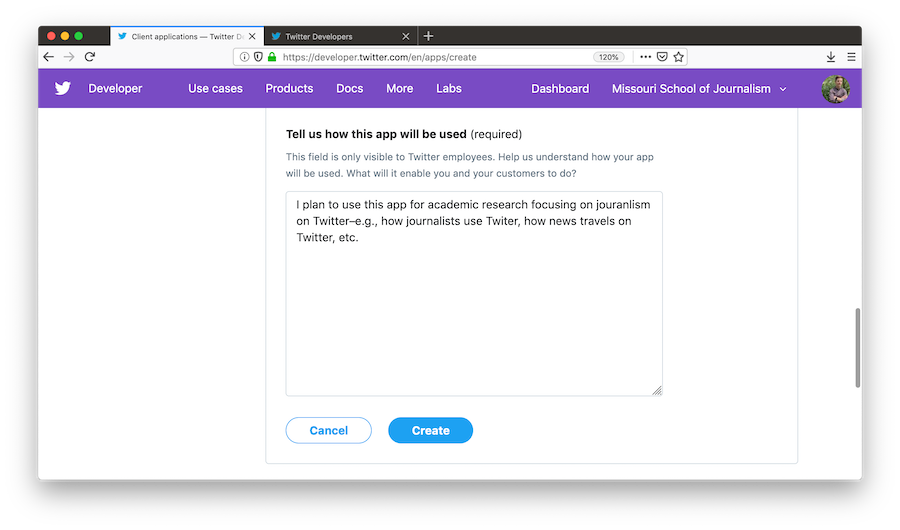 Client applications — Twitter De
Twitter Developers
https://developer.twitter.com/en/apps/create
120%
Developer
Use cases
Products
Docs
More
Labs
Dashboard
Missouri School of Journalism
Tell us how this app will be used (required)
This field is only visible to Twitter employees. Help us understand how your app
will be used. What will it enable you and your customers to do?
I plan to use this app for academic research focusing on jouranlism
on Twitter–e.g., how journalists use Twiter, how news travels on
Twitter, etc.
Cancel
Create